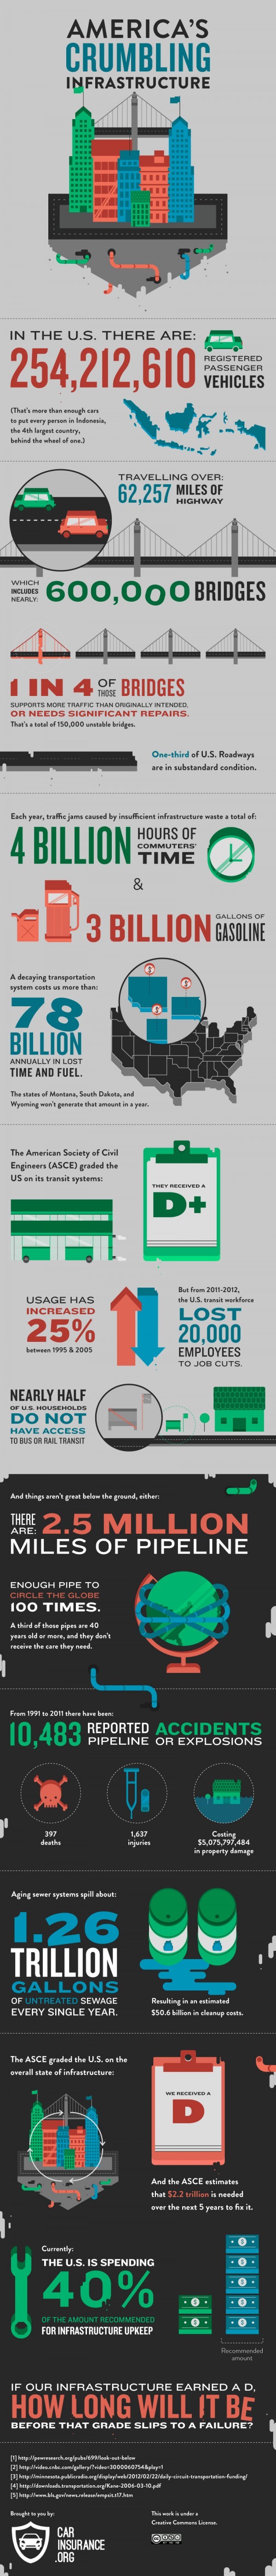 AMERICA'S
CRUMBLING
INFRASTRUCTURE
IN THE U.S. THERE ARE:
254,212,610
REGISTERED
PASSENGER
VEHICLES
(That's more than enough cars
to put every person in Indonesia,
the 4th largest country,
behind the wheel of one.)
TRAVELLING OVER:
62,257 MILES OF
HIGHWAY
WHICH
INCLUDES
NEARLY:
600,000 BRIDGES
1 IN 4 OF THOSE BRIDGES
SUPPORTS MORE TRAFFIC THAN ORIGINALLY INTENDED,
OR NEEDS SIGNIFICANT REPAIRS.
That's a total of 150,000 unstable bridges.
One-third of U.S. Roadways
are in substandard condition.
Each year, traffic jams caused by insufficient infrastructure waste a total of:
4 BILLION HOURS OF
COMMUTERS'
TIME
&
3 BILLION GALLONS OF
GASOLINE
A decaying transportation
system costs us more than:
78
BILLION
ANNUALLY IN LOST
TIME AND FUEL.
The states of Montana, South Dakota, and
Wyoming won't generate that amount in a year.
The American Society of Civil
Engineers (ASCE) graded the
US on its transit systems:
THEY RECEIVED A
D+
USAGE HAS
INCREASED
25%
between 1995 & 2005
But from 2011-2012,
the U.S. transit workforce
LOST
20,000
EMPLOYEES
TO JOB CUTS.
NEARLY HALF
OF U.S. HOUSEHOLDS
DO NOT
HAVE ACCESS
TO BUS OR RAIL TRANSIT
And things aren't great below the ground, either:
THERE
ARE: 2.5 MILLION
MILES OF PIPELINE
ENOUGH PIPE TO
CIRCLE THE GLOBE
100 TIMES.
A third of those pipes are 40
years old or more, and they don't
receive the care they need.
From 1991 to 2011 there have been:
10,483 REPORTED ACCIDENTS
PIPELINE OR EXPLOSIONS
397
deaths
1,637
injuries
Costing
$5,075,797,484
in property damage
Aging sewer systems spill about:
1.26
TRILLION
GALLONS
OF UNTREATED SEWAGE
EVERY SINGLE YEAR.
Resulting in an estimated
$50.6 billion in cleanup costs.
The ASCE graded the U.S. on the
overall state of infrastructure:
WE RECEIVED A
D
And the ASCE estimates
that $2.2 trillion is needed
over the next 5 years to fix it.
Currently:
THE U.S. IS SPENDING
40%
OF THE AMOUNT RECOMMENDED
FOR INFRASTRUCTURE UPKEEP
Recommended
amount
IF OUR INFRASTRUCTURE EARNED A D,
HOW LONG WILL IT BE
BEFORE THAT GRADE SLIPS TO A FAILURE?
[1] http://pewresearch.org/pubs/699/look-out-below
[2] http://video.cnbc.com/gallery/?video=3000060754&play=1
[3] http://minnesota.publicradio.org/display/web/2012/02/22/daily-circuit-transportation-funding/
[4] http://downloads.transportation.org/Kane-2006-03-10.pdf
[5] http://www.bls.gov/news.release/empsit.t17.htm
Brought to you by:
CAR
INSURANCE
.ORG
This work is under a
Creative Commons License.